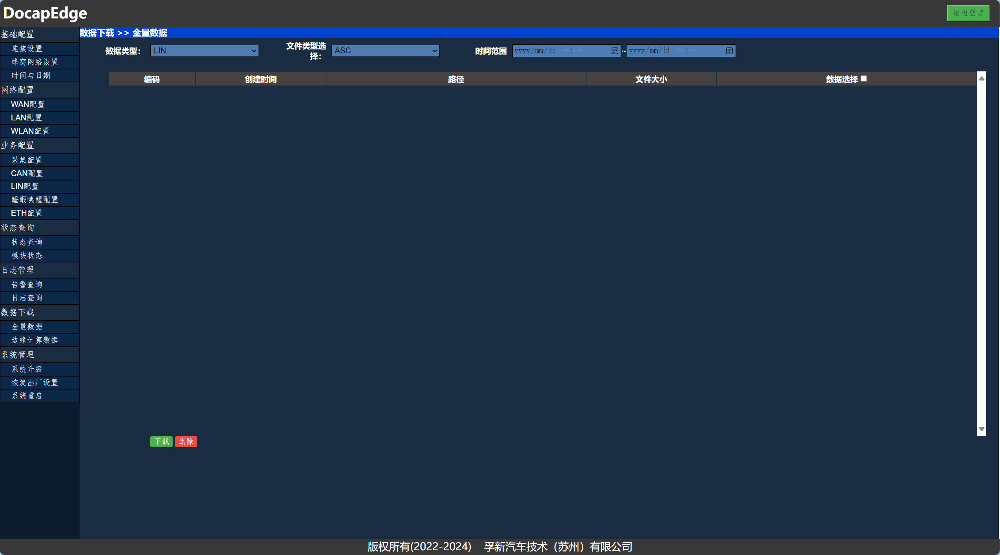 DocapEdge
退出登录
基础配置
连接设置
蜂窝网络设置
时间与日期
网络配置
WAN配置
LAN配置
WLAN配置
业务配置
采集配置
CAN配置
LIN配置
睡眠唤醒配置
ETH配置
状态查询
状态查询
模块状态
日志管理
告警查询
日志查询
数据下载
全量数据
边缘计算数据
系统管理
系统升级
恢复出厂设置
系统重启
数据下载 >> 全量数据
数据类型： LIN
文件类型选
择： ASC
时间范围 yyyy/mm/日 --:-- ~ yyyy/mm/日 --:--
编码 创建时间 路径 文件大小 数据选择
下载 删除
版权所有(2022-2024) 孚新汽车技术（苏州）有限公司